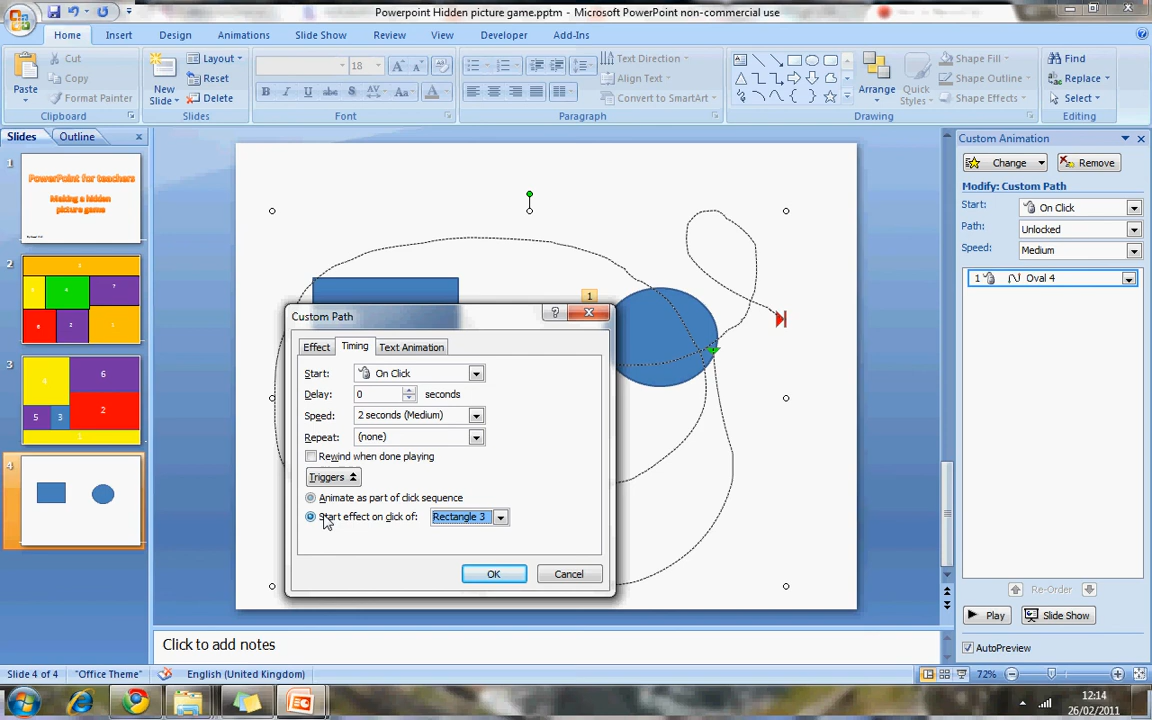 Powerpoint Hidden picture game.pptm - Microsoft PowerPoint non-commercial use
Home Insert Design Slide Show Animations Review View Developer Add-Ins
Cut
Copy
Format Painter
Paste
Clipboard
New Slide
Layout
Reset
Delete
Slides
18
B I U abe S AV Aa A
Font
Text Direction
Align Text
Convert to SmartArt
Paragraph
Arrange
Quick Styles
Shape Fill
Shape Outline
Shape Effects
Drawing
Find
Replace
Select
Editing
Slides Outline
1
PowerPoint for teachers
Making a hidden
picture game
2
3
4 6
5 3 2
1
4
1
Custom Path
Effect Timing Text Animation
Start: On Click
Delay: 0 seconds
Speed: 2 seconds (Medium)
Repeat: (none)
Rewind when done playing
Triggers
Animate as part of click sequence
Start effect on click of: Rectangle 3
OK Cancel
Custom Animation
Change Remove
Modify: Custom Path
Start: On Click
Path: Unlocked
Speed: Medium
1 Oval 4
Re-Order
Play Slide Show
AutoPreview
Click to add notes
Slide 4 of 4 "Office Theme" English (United Kingdom) 72%
12:14
26/02/2011